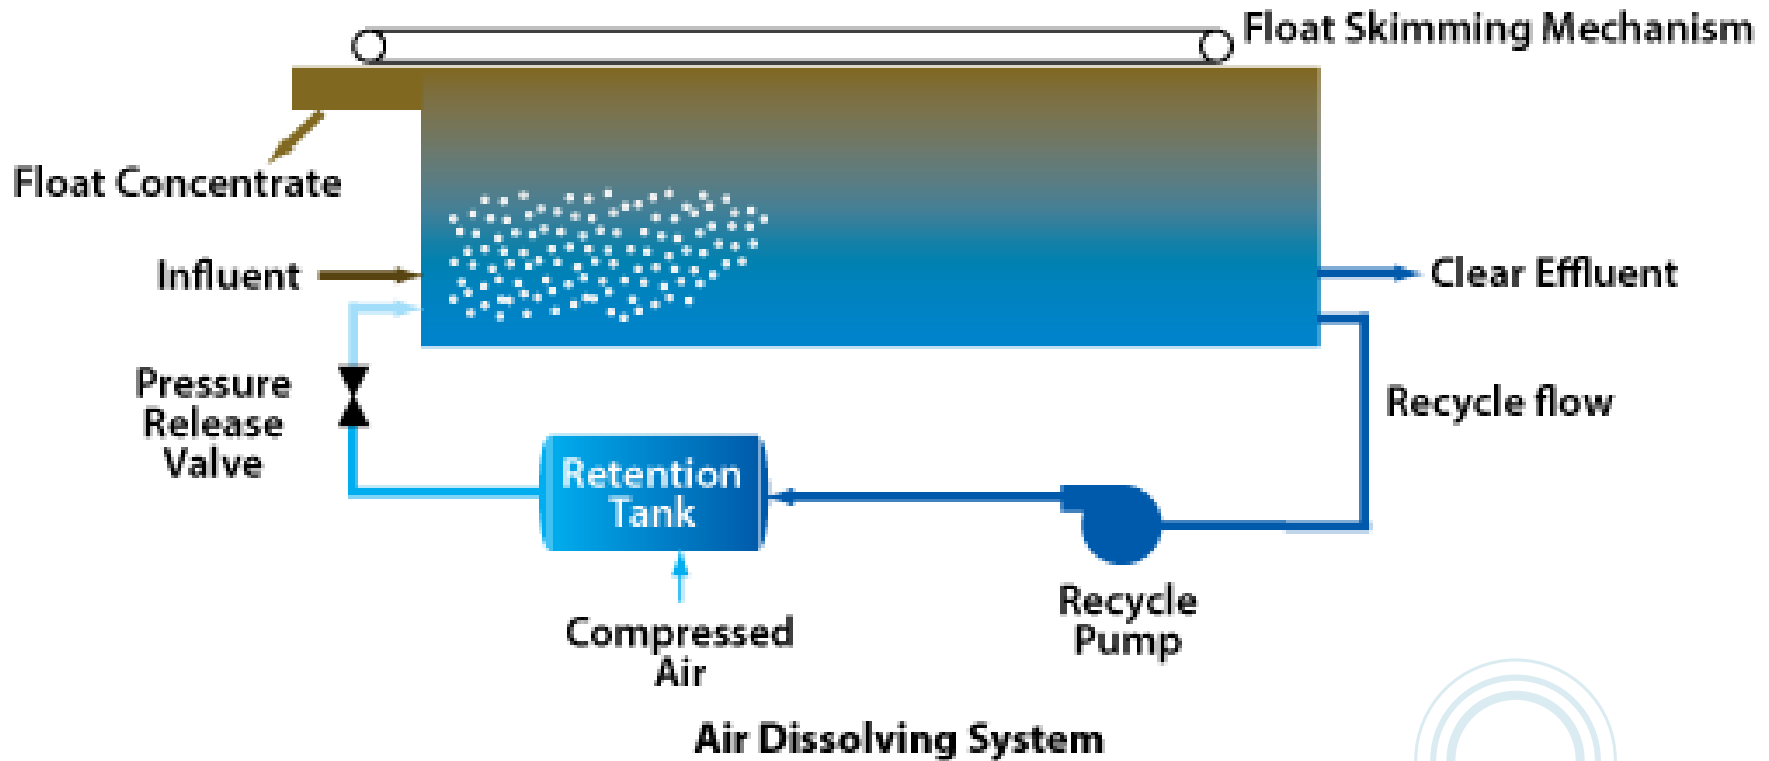 Float Skimming Mechanism
Float Concentrate
Influent
Clear Effluent
Pressure
Release
Valve
Recycle flow
Retention
Tank
Compressed
Air
Recycle
Pump
Air Dissolving System